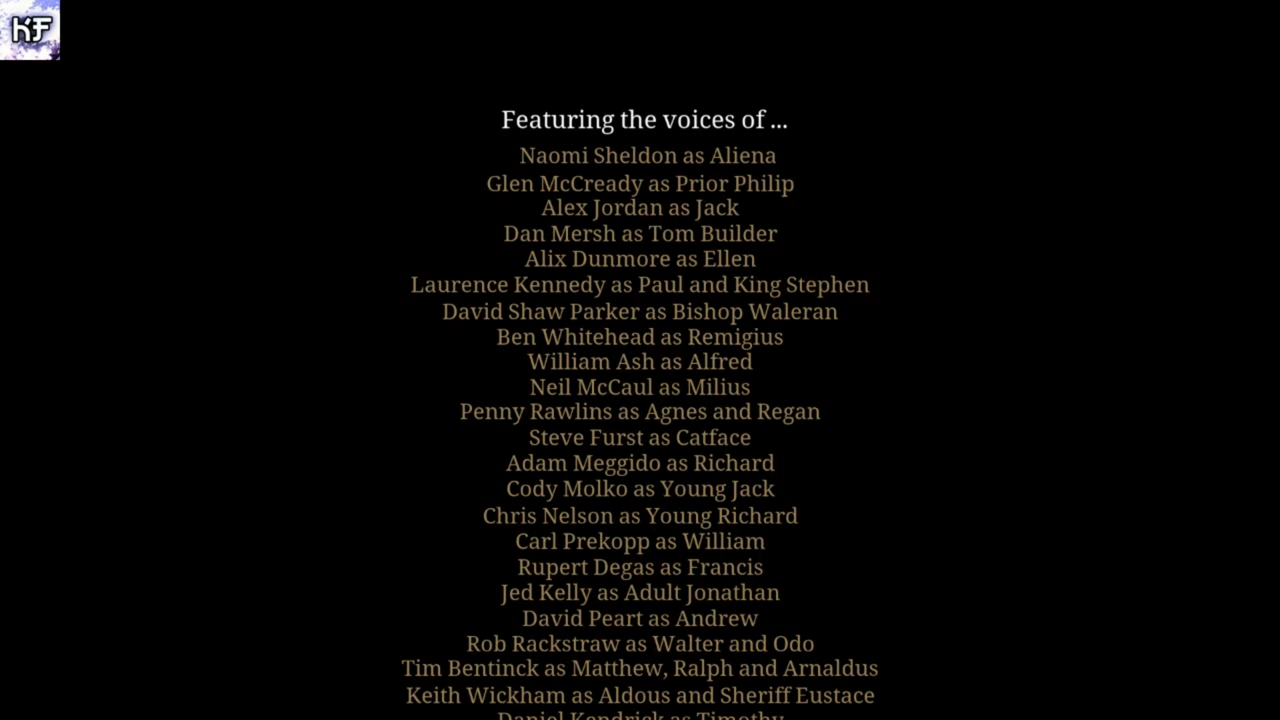 KF
Featuring the voices of ...
Naomi Sheldon as Aliena
Glen McCready as Prior Philip
Alex Jordan as Jack
Dan Mersh as Tom Builder
Alix Dunmore as Ellen
Laurence Kennedy as Paul and King Stephen
David Shaw Parker as Bishop Waleran
Ben Whitehead as Remigius
William Ash as Alfred
Neil McCaul as Milius
Penny Rawlins as Agnes and Regan
Steve Furst as Catface
Adam Meggido as Richard
Cody Molko as Young Jack
Chris Nelson as Young Richard
Carl Prekopp as William
Rupert Degas as Francis
Jed Kelly as Adult Jonathan
David Peart as Andrew
Rob Rackstraw as Walter and Odo
Tim Bentinck as Matthew, Ralph and Arnaldus
Keith Wickham as Aldous and Sheriff Eustace
Daniel Kendrick as Timothy